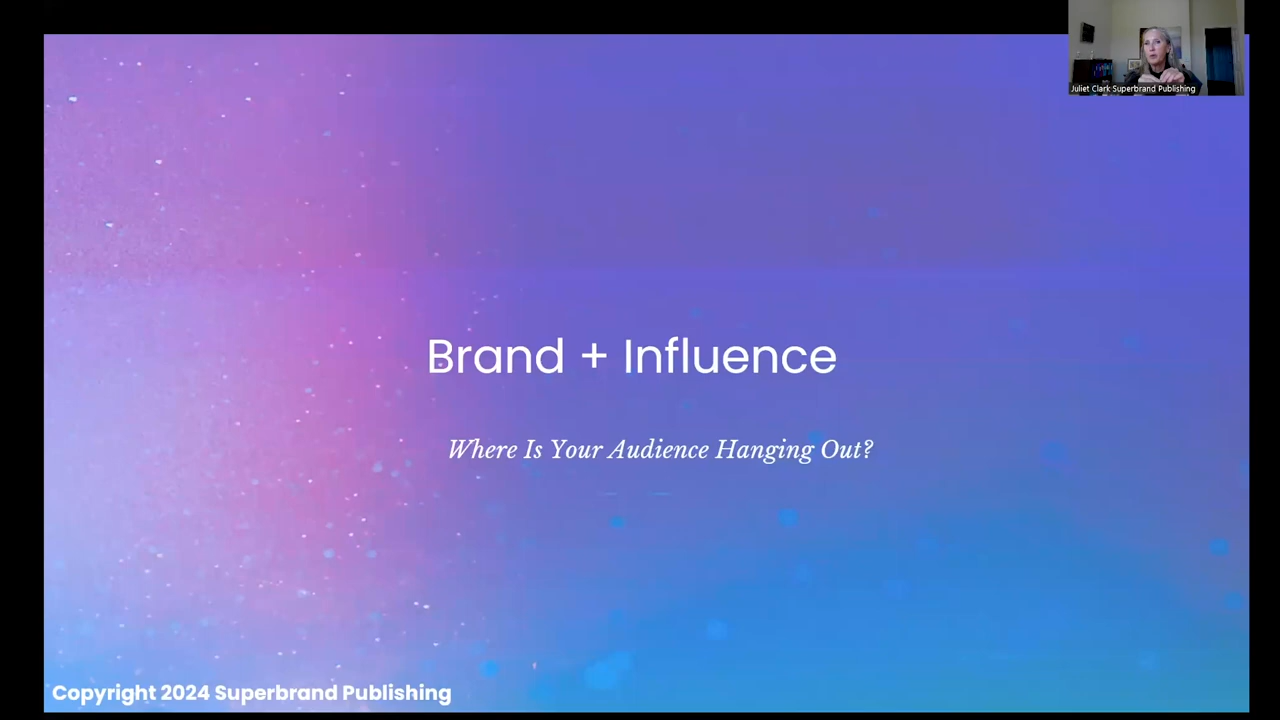 Juliet Clark Superbrand Publishing
Brand + Influence
Where Is Your Audience Hanging Out?
Copyright 2024 Superbrand Publishing